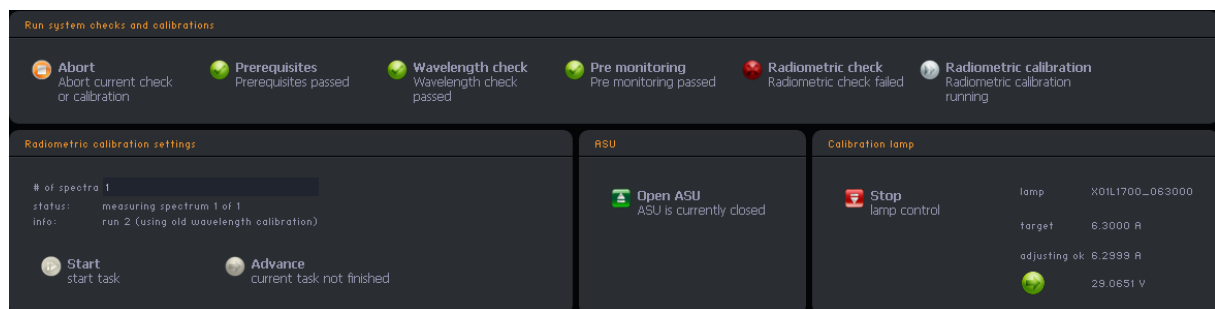 Run system checks and calibrations
Abort
Abort current check
or calibration
Prerequisites
Prerequisites passed
Wavelength check
Wavelength check
passed
Pre monitoring
Pre monitoring passed
Radiometric check
Radiometric check failed
Radiometric calibration
Radiometric calibration
running
Radiometric calibration settings
# of spectra 1
status: measuring spectrum 1 of 1
info: run 2 (using old wavelength calibration)
Start
start task
Advance
current task not finished
ASU
Open ASU
ASU is currently closed
Calibration lamp
Stop
lamp control
lamp X01L1700_063000
target 6.3000 A
adjusting ok 6.2999 A
29.0651 V